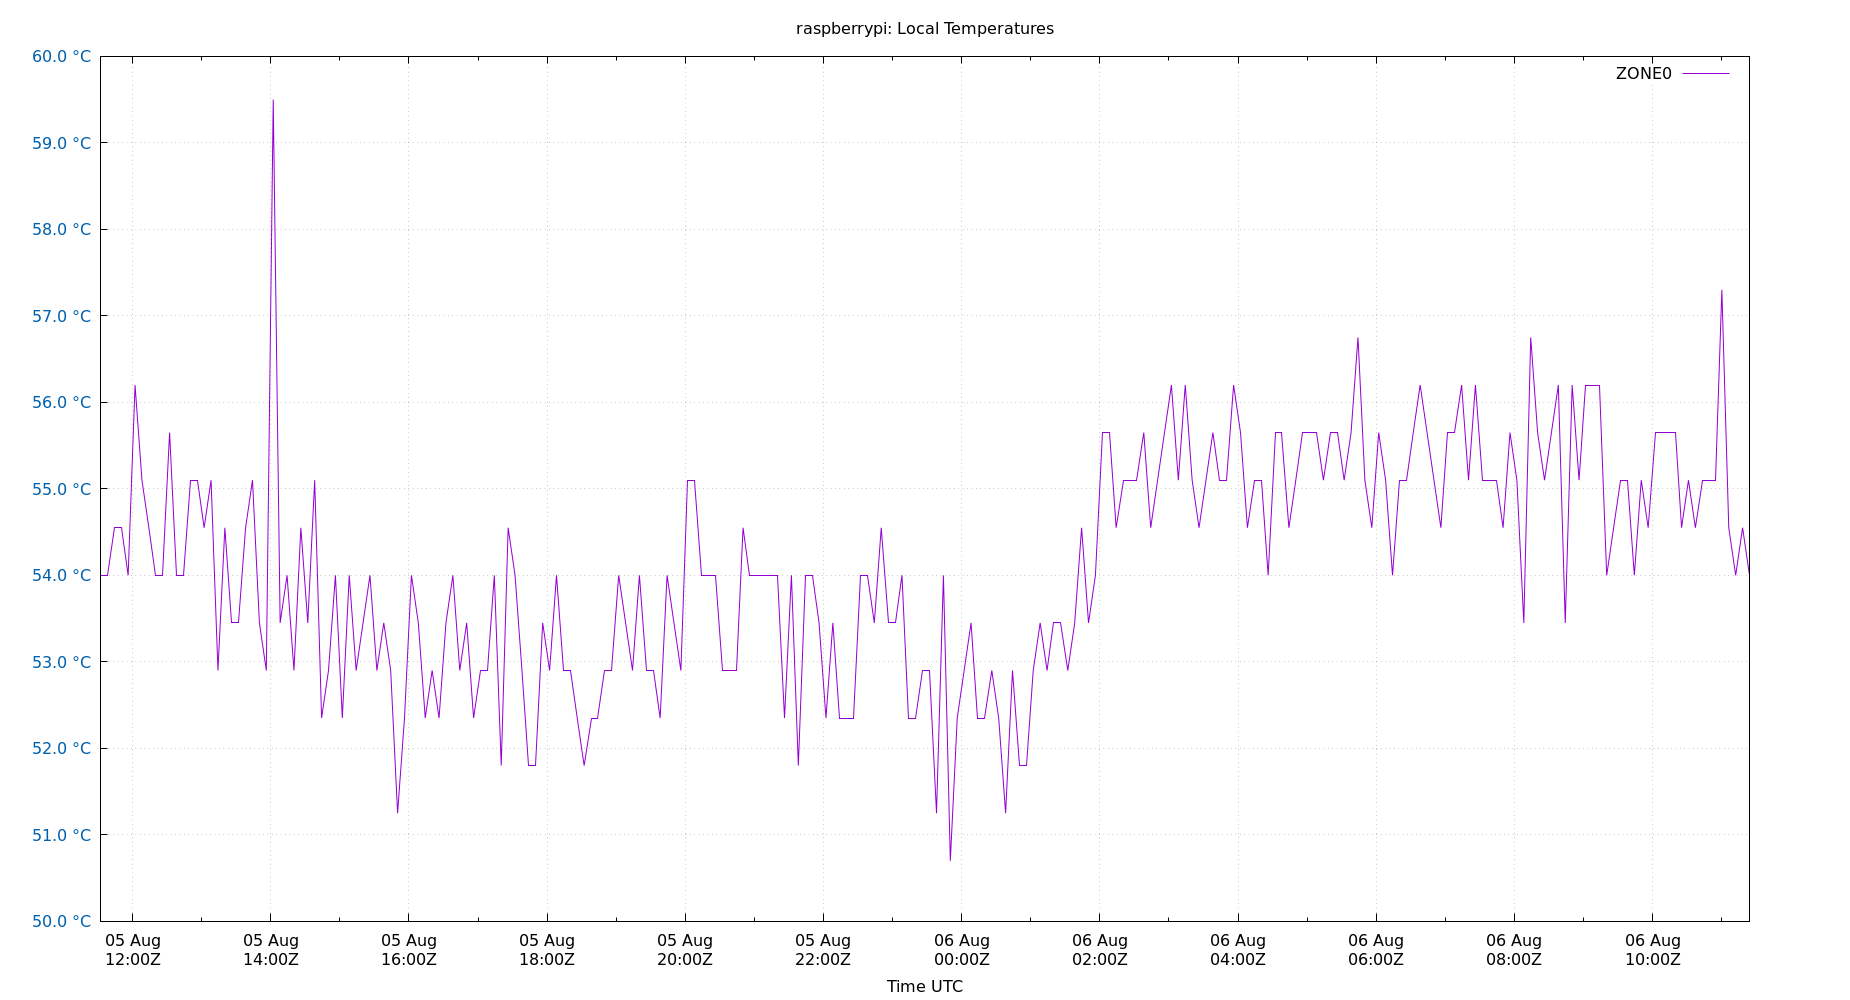 raspberrypi: Local Temperatures
60.0 °C
59.0 °C
58.0 °C
57.0 °C
56.0 °C
55.0 °C
54.0 °C
53.0 °C
52.0 °C
51.0 °C
50.0 °C
ZONE0
05 Aug 05 Aug 05 Aug 05 Aug 05 Aug 05 Aug 06 Aug 06 Aug 06 Aug 06 Aug 06 Aug 06 Aug
12:00Z 14:00Z 16:00Z 18:00Z 20:00Z 22:00Z 00:00Z 02:00Z 04:00Z 06:00Z 08:00Z 10:00Z
Time UTC